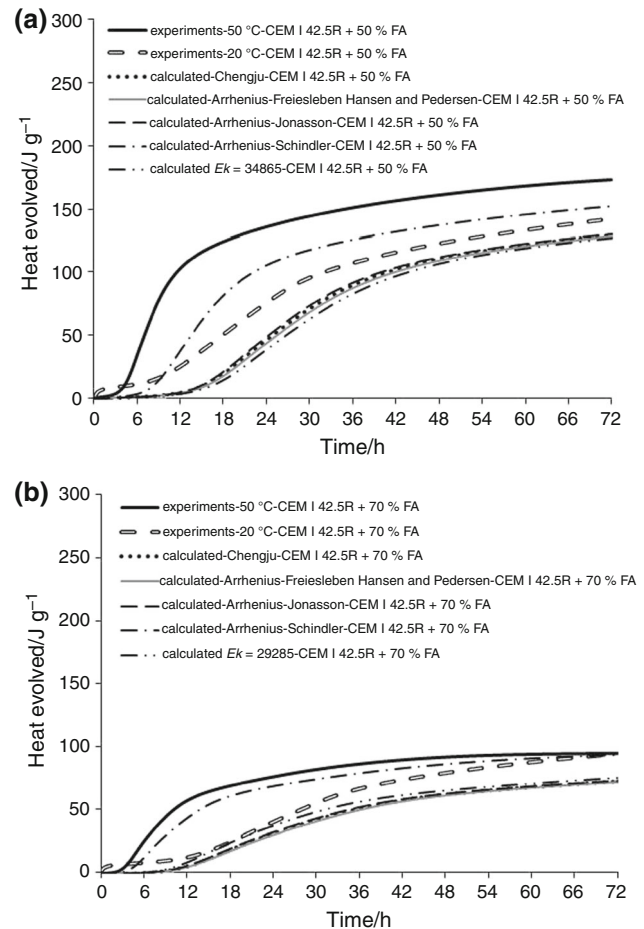 (a)
300
250
200
150
100
50
0
Heat evolved/J g⁻¹
experiments-50 °C-CEM I 42.5R + 50 % FA
experiments-20 °C-CEM I 42.5R + 50 % FA
calculated-Chengju-CEM I 42.5R + 50 % FA
calculated-Arrhenius-Freiesleben Hansen and Pedersen-CEM I 42.5R + 50 % FA
calculated-Arrhenius-Jonasson-CEM I 42.5R + 50 % FA
calculated-Arrhenius-Schindler-CEM I 42.5R + 50 % FA
calculated Ek = 34865-CEM I 42.5R + 50 % FA
0 6 12 18 24 30 36 42 48 54 60 66 72
Time/h
(b)
300
250
200
150
100
50
0
Heat evolved/J g⁻¹
experiments-50 °C-CEM I 42.5R + 70 % FA
experiments-20 °C-CEM I 42.5R + 70 % FA
calculated-Chengju-CEM I 42.5R + 70 % FA
calculated-Arrhenius-Freiesleben Hansen and Pedersen-CEM I 42.5R + 70 % FA
calculated-Arrhenius-Jonasson-CEM I 42.5R + 70 % FA
calculated-Arrhenius-Schindler-CEM I 42.5R + 70 % FA
calculated Ek = 29285-CEM I 42.5R + 70 % FA
0 6 12 18 24 30 36 42 48 54 60 66 72
Time/h